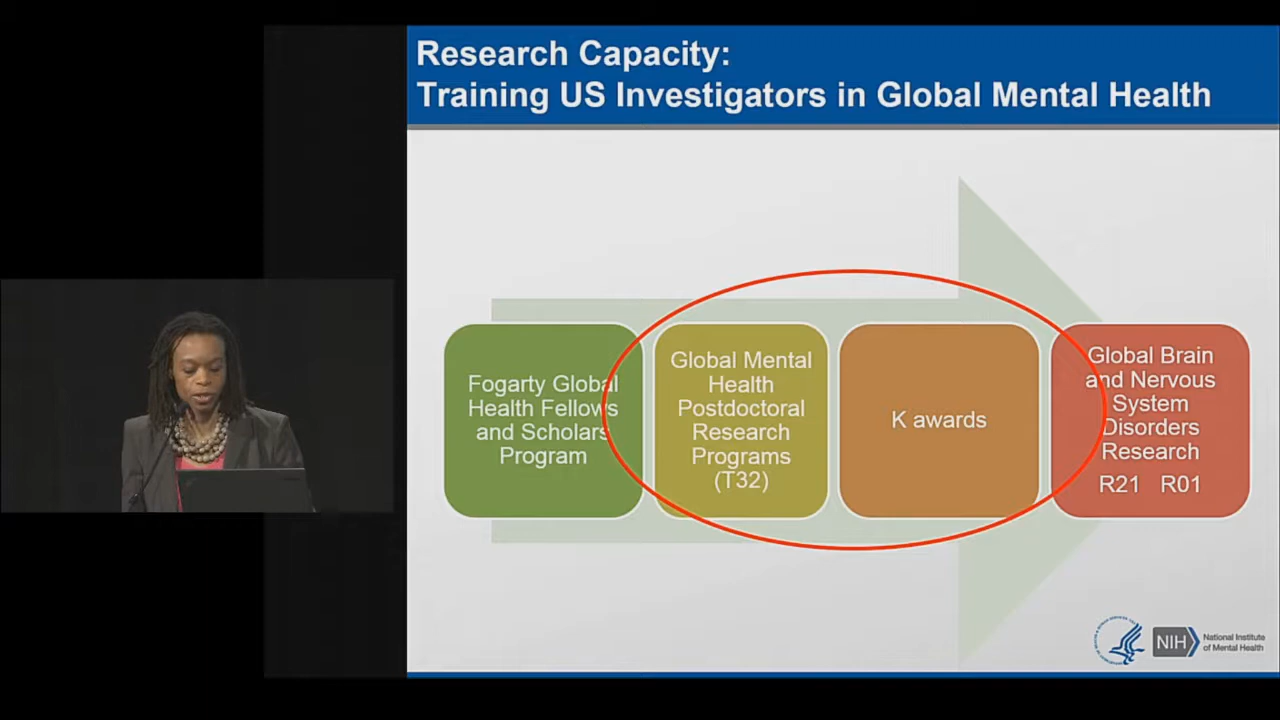 Research Capacity:
Training US Investigators in Global Mental Health
Fogarty Global
Health Fellows
and Scholars
Program
Global Mental
Health
Postdoctoral
Research
Programs
(T32)
K awards
Global Brain
and Nervous
System
Disorders
Research
R21 R01
NIH
National Institute
of Mental Health